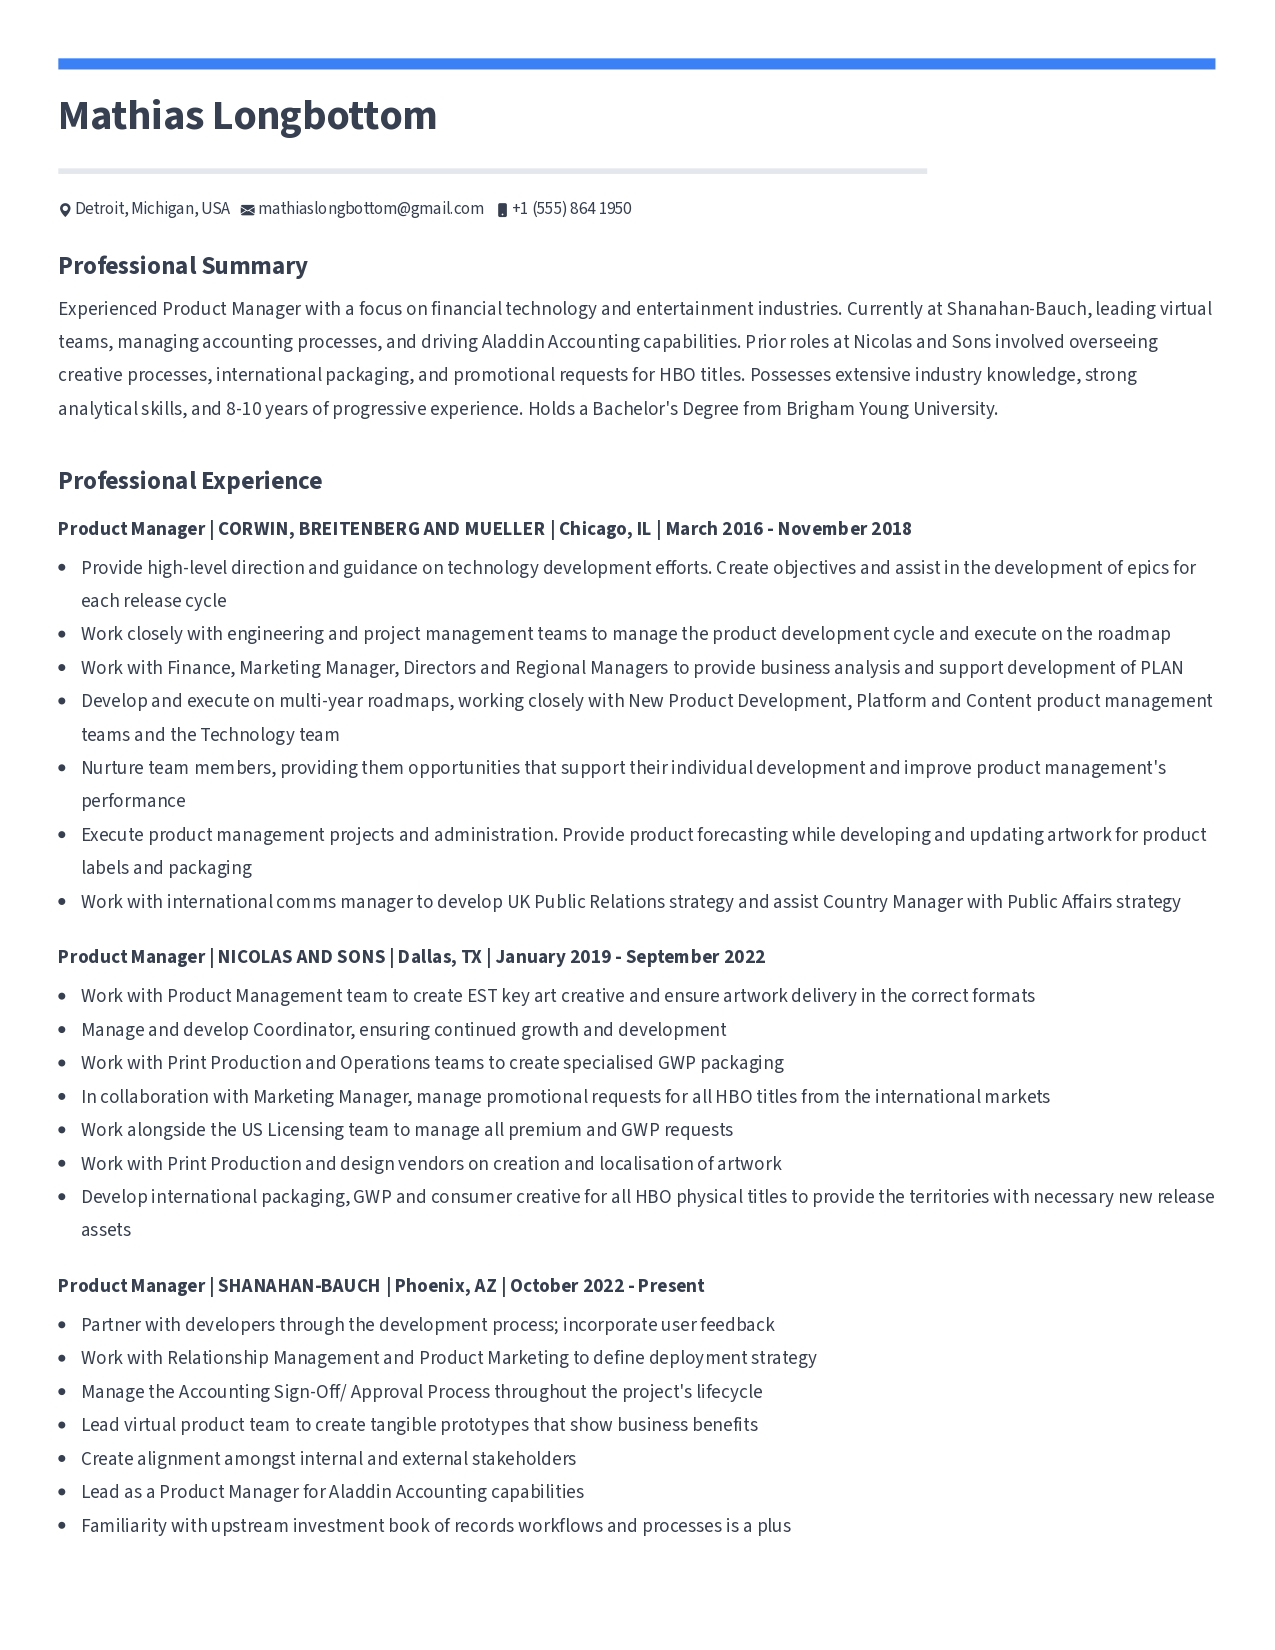 Mathias Longbottom
Detroit, Michigan, USA mathiaslongbottom@gmail.com +1 (555) 864 1950
Professional Summary
Experienced Product Manager with a focus on financial technology and entertainment industries. Currently at Shanahan-Bauch, leading virtual
teams, managing accounting processes, and driving Aladdin Accounting capabilities. Prior roles at Nicolas and Sons involved overseeing
creative processes, international packaging, and promotional requests for HBO titles. Possesses extensive industry knowledge, strong
analytical skills, and 8-10 years of progressive experience. Holds a Bachelor's Degree from Brigham Young University.
Professional Experience
Product Manager | CORWIN, BREITENBERG AND MUELLER | Chicago, IL | March 2016 - November 2018
• Provide high-level direction and guidance on technology development efforts. Create objectives and assist in the development of epics for
each release cycle
• Work closely with engineering and project management teams to manage the product development cycle and execute on the roadmap
• Work with Finance, Marketing Manager, Directors and Regional Managers to provide business analysis and support development of PLAN
• Develop and execute on multi-year roadmaps, working closely with New Product Development, Platform and Content product management
teams and the Technology team
• Nurture team members, providing them opportunities that support their individual development and improve product management's
performance
• Execute product management projects and administration. Provide product forecasting while developing and updating artwork for product
labels and packaging
• Work with international comms manager to develop UK Public Relations strategy and assist Country Manager with Public Affairs strategy
Product Manager | NICOLAS AND SONS | Dallas, TX | January 2019 - September 2022
• Work with Product Management team to create EST key art creative and ensure artwork delivery in the correct formats
• Manage and develop Coordinator, ensuring continued growth and development
• Work with Print Production and Operations teams to create specialised GWP packaging
• In collaboration with Marketing Manager, manage promotional requests for all HBO titles from the international markets
• Work alongside the US Licensing team to manage all premium and GWP requests
• Work with Print Production and design vendors on creation and localisation of artwork
• Develop international packaging, GWP and consumer creative for all HBO physical titles to provide the territories with necessary new release
assets
Product Manager | SHANAHAN-BAUCH | Phoenix, AZ | October 2022 - Present
• Partner with developers through the development process; incorporate user feedback
• Work with Relationship Management and Product Marketing to define deployment strategy
• Manage the Accounting Sign-Off/ Approval Process throughout the project's lifecycle
• Lead virtual product team to create tangible prototypes that show business benefits
• Create alignment amongst internal and external stakeholders
• Lead as a Product Manager for Aladdin Accounting capabilities
• Familiarity with upstream investment book of records workflows and processes is a plus